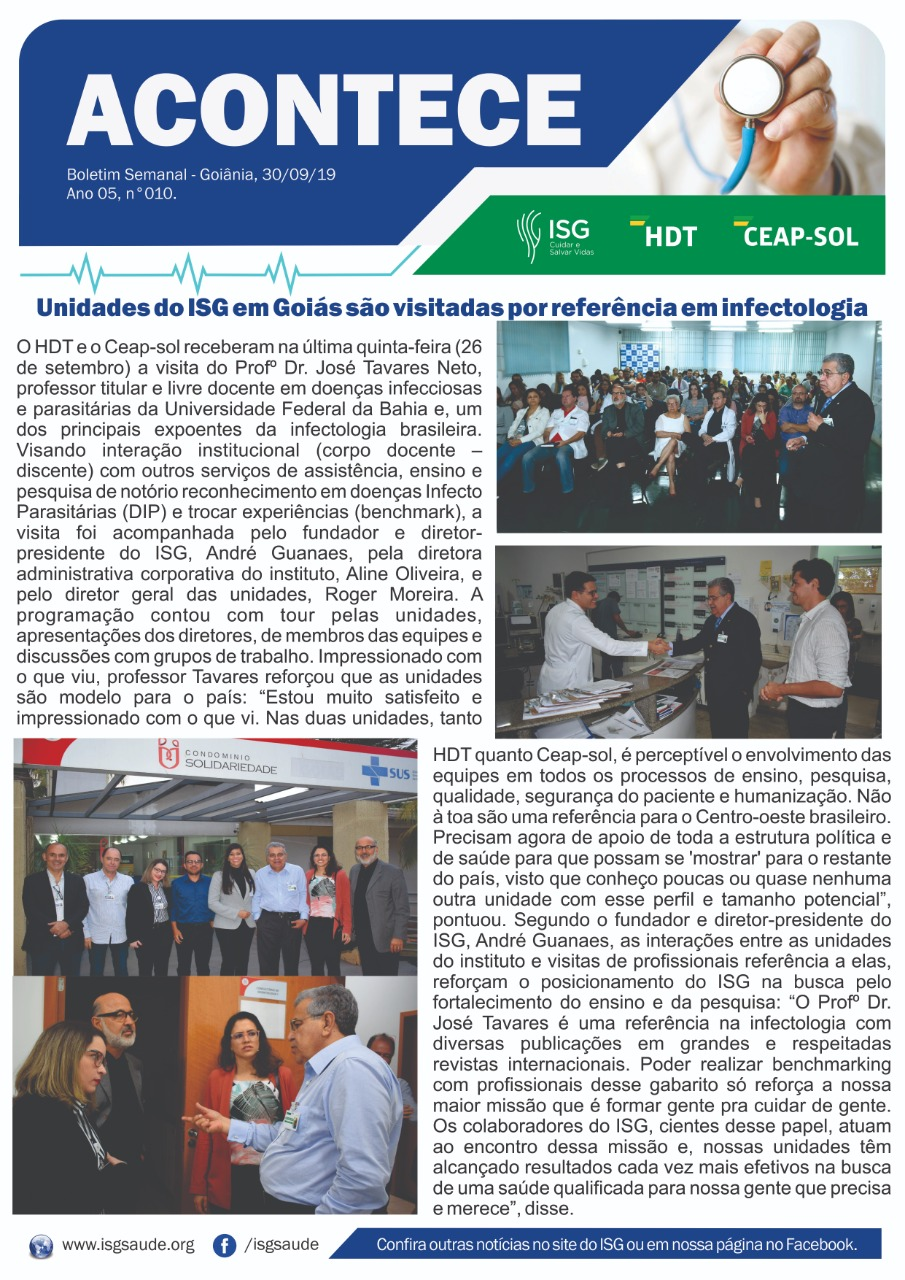 ACONTECE
Boletim Semanal - Goiânia, 30/09/19
Ano 05, n°010.
ISG
Cuidar e
Salvar Vidas
HDT
CEAP-SOL
Unidades do ISG em Goiás são visitadas por referência em infectologia
O HDT e o Ceap-sol receberam na última quinta-feira (26
de setembro) a visita do Profº Dr. José Tavares Neto,
professor titular e livre docente em doenças infecciosas
e parasitárias da Universidade Federal da Bahia e, um
dos principais expoentes da infectologia brasileira.
Visando interação institucional (corpo docente –
discente) com outros serviços de assistência, ensino e
pesquisa de notório reconhecimento em doenças Infecto
Parasitárias (DIP) e trocar experiências (benchmark), a
visita foi acompanhada pelo fundador e diretor-
presidente do ISG, André Guanaes, pela diretora
administrativa corporativa do instituto, Aline Oliveira, e
pelo diretor geral das unidades, Roger Moreira. A
programação contou com tour pelas unidades,
apresentações dos diretores, de membros das equipes e
discussões com grupos de trabalho. Impressionado com
o que viu, professor Tavares reforçou que as unidades
são modelo para o país: “Estou muito satisfeito e
impressionado com o que vi. Nas duas unidades, tanto
CONDOMINIO
SOLIDARIEDADE
SUS
HDT quanto Ceap-sol, é perceptível o envolvimento das
equipes em todos os processos de ensino, pesquisa,
qualidade, segurança do paciente e humanização. Não
à toa são uma referência para o Centro-oeste brasileiro.
Precisam agora de apoio de toda a estrutura política e
de saúde para que possam se 'mostrar' para o restante
do país, visto que conheço poucas ou quase nenhuma
outra unidade com esse perfil e tamanho potencial”,
pontuou. Segundo o fundador e diretor-presidente do
ISG, André Guanaes, as interações entre as unidades
do instituto e visitas de profissionais referência a elas,
reforçam o posicionamento do ISG na busca pelo
fortalecimento do ensino e da pesquisa: “O Profº Dr.
José Tavares é uma referência na infectologia com
diversas publicações em grandes e respeitadas
revistas internacionais. Poder realizar benchmarking
com profissionais desse gabarito só reforça a nossa
maior missão que é formar gente pra cuidar de gente.
Os colaboradores do ISG, cientes desse papel, atuam
ao encontro dessa missão e, nossas unidades têm
alcançado resultados cada vez mais efetivos na busca
de uma saúde qualificada para nossa gente que precisa
e merece”, disse.
www.isgsaude.org
/isgsaude
Confira outras notícias no site do ISG ou em nossa página no Facebook.